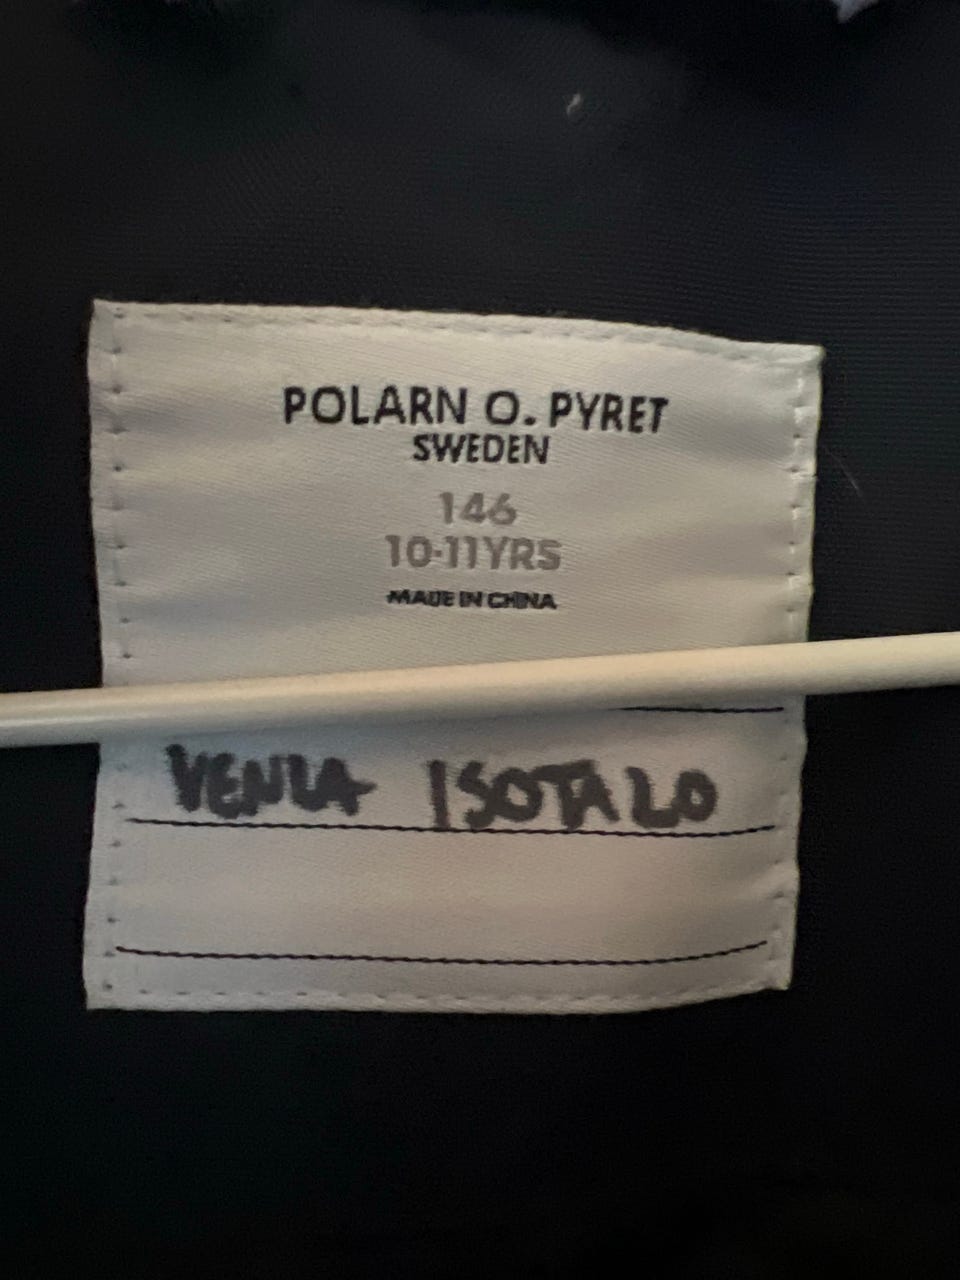 POLARN O. PYRET
SWEDEN
146
10-11YRS
MADE IN CHINA
VENLA ISOTALO